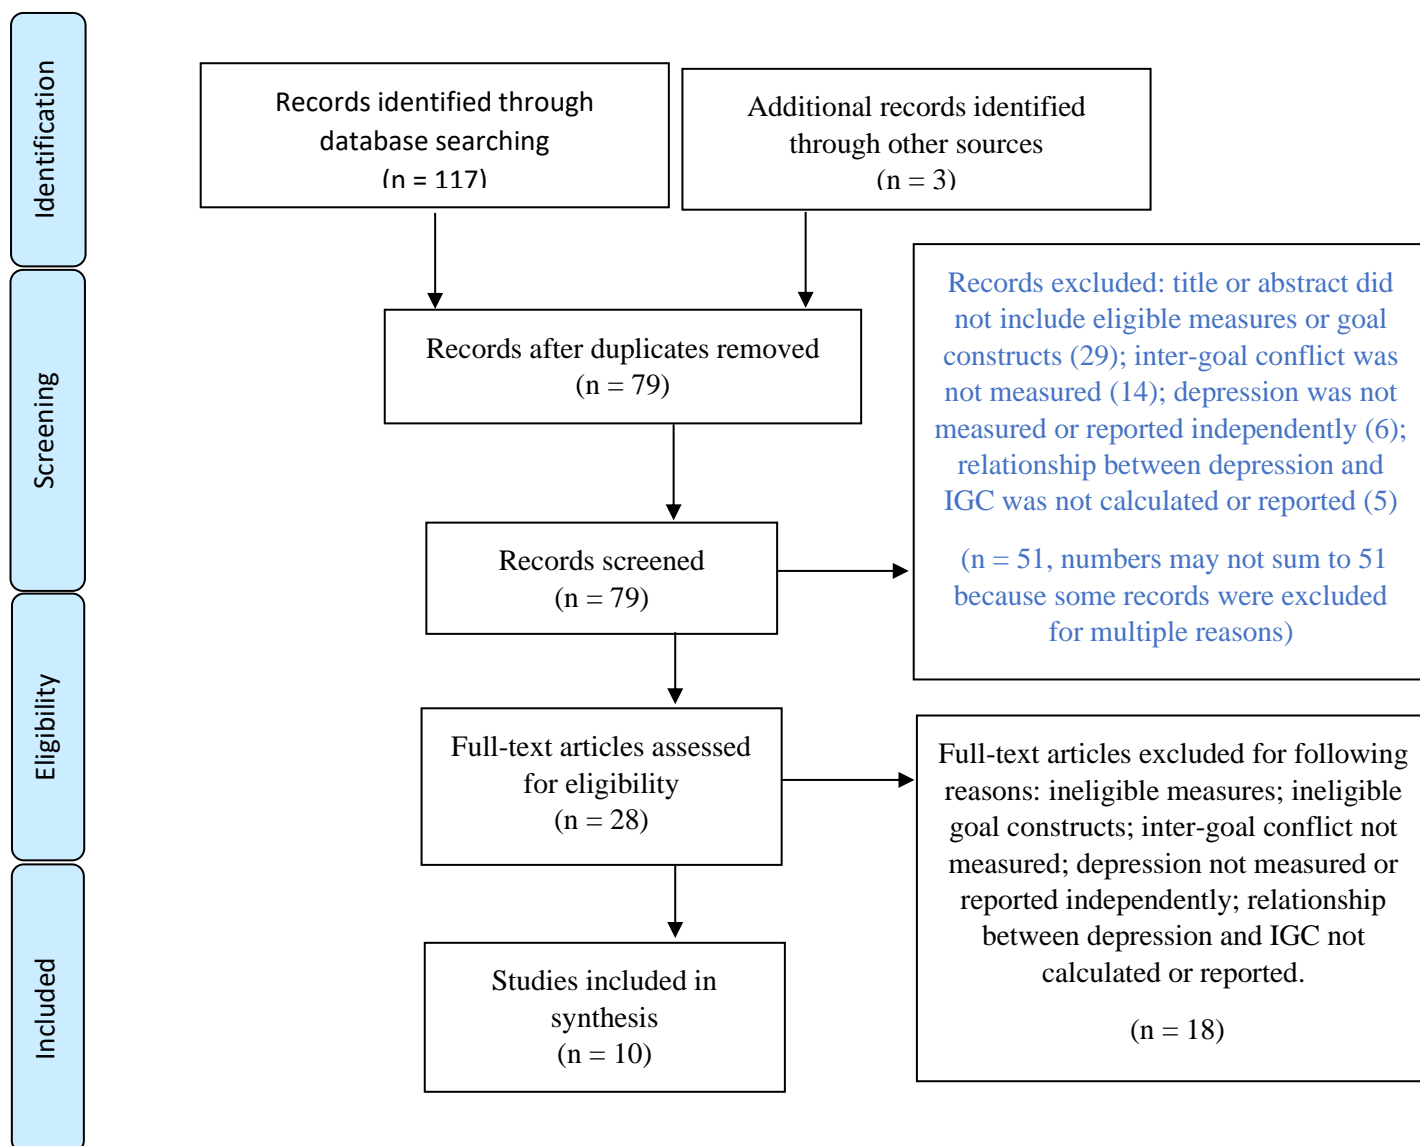 Identification
Records identified through
database searching
(n = 117)
Additional records identified
through other sources
(n = 3)
Screening
Records after duplicates removed
(n = 79)
Records excluded: title or abstract did
not include eligible measures or goal
constructs (29); inter-goal conflict was
not measured (14); depression was not
measured or reported independently (6);
relationship between depression and
IGC was not calculated or reported (5)
(n = 51, numbers may not sum to 51
because some records were excluded
for multiple reasons)
Records screened
(n = 79)
Eligibility
Full-text articles assessed
for eligibility
(n = 28)
Full-text articles excluded for following
reasons: ineligible measures; ineligible
goal constructs; inter-goal conflict not
measured; depression not measured or
reported independently; relationship
between depression and IGC not
calculated or reported.
(n = 18)
Included
Studies included in
synthesis
(n = 10)